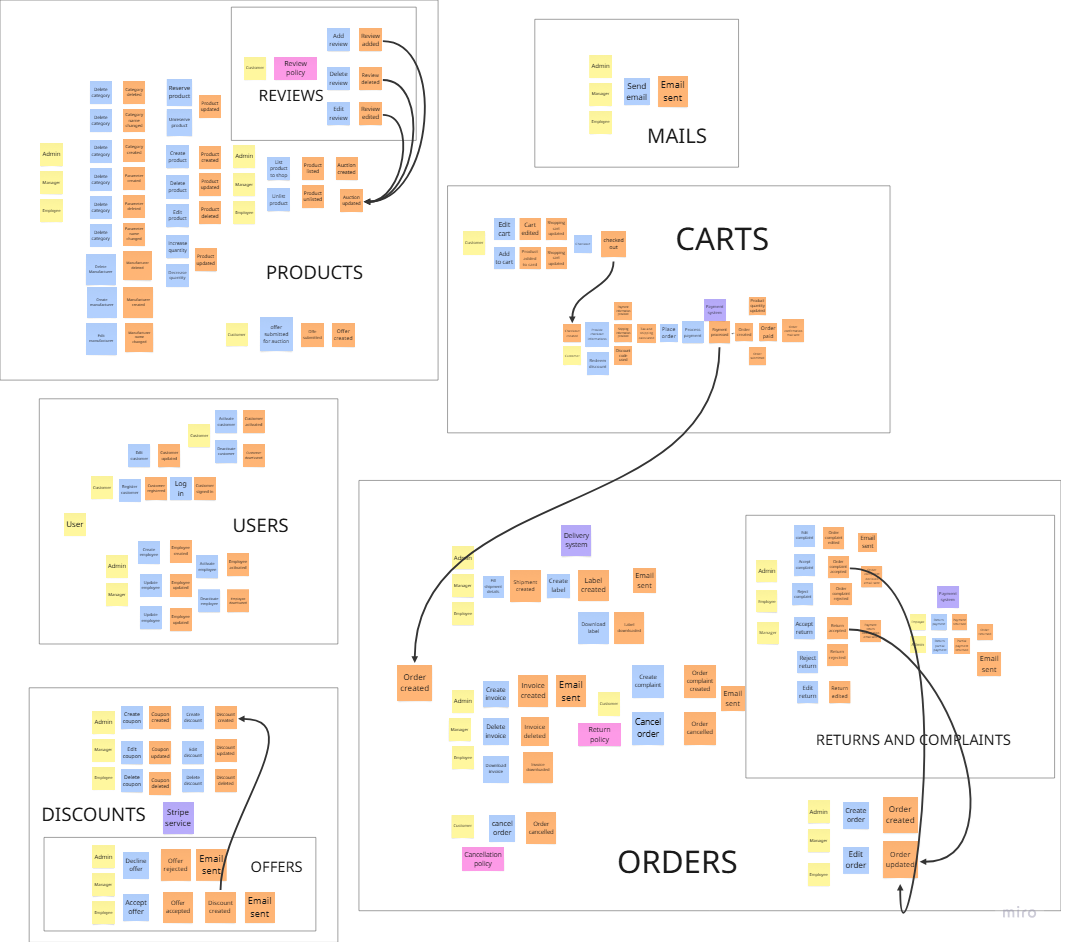 Add
review
Review
added
Customer
Review
policy
Delete
review
Review
deleted
REVIEWS
Edit
review
Review
edited
Delete
category
Category
deleted
Reserve
product
Product
updated
Delete
category
Category
name
changed
Unreserve
product
Delete
category
Category
created
Create
product
Product
created
Admin
Admin
List
product
to shop
Product
listed
Auction
created
Delete
category
Parameter
created
Delete
product
Product
updated
Manager
Manager
Unlist
product
Product
unlisted
Auction
updated
Delete
category
Parameter
deleted
Edit
product
Product
deleted
Employee
Employee
Delete
category
Parameter
name
changed
Increase
quantity
Product
updated
Decrease
quantity
Delete
Manufacturer
Manufacturer
deleted
PRODUCTS
Create
manufacturer
Manufacturer
created
Edit
manufacturer
Manufacturer
name
changed
Customer
offer
submitted
for auction
Offer
submitted
Offer
created
Admin
Manager
Employee
Send
email
Email
sent
MAILS
Customer
Edit
cart
Cart
edited
Shopping
cart
updated
Add
to cart
Product
added
to card
Shopping
cart
updated
checked
out
CARTS
Payment
system
Product
quantity
updated
Place
order
Process
payment
Payment
processed
Order
created
Order
paid
Customer
Redeem
discount
Discount
code
used
Activate
customer
Customer
activated
Customer
Edit
customer
Customer
updated
Deactivate
customer
Customer
deactivated
Customer
Register
customer
Customer
registered
Log
in
Customer
signed in
User
USERS
Create
employee
Employee
created
Admin
Activate
employee
Employee
activated
Update
employee
Employee
updated
Manager
Deactivate
employee
Employee
deactivated
Update
employee
Employee
updated
Delivery
system
Admin
Manager
Employee
Fill
shipment
details
Shipment
created
Create
label
Label
created
Email
sent
Download
label
Label
downloaded
Order
created
Admin
Manager
Employee
Create
invoice
Invoice
created
Email
sent
Customer
Create
complaint
Order
complaint
created
Email
sent
Delete
invoice
Invoice
deleted
Return
policy
Cancel
order
Order
cancelled
Download
invoice
Invoice
downloaded
Customer
cancel
order
Order
cancelled
Cancellation
policy
ORDERS
Edit
complaint
Order
complaint
edited
Email
sent
Admin
Employee
Manager
Accept
complaint
Order
complaint
accepted
Reject
complaint
Order
complaint
rejected
Payment
system
Accept
return
Return
accepted
Reject
return
Return
rejected
Email
sent
Edit
return
Return
edited
RETURNS AND COMPLAINTS
Admin
Manager
Employee
Create
order
Order
created
Edit
order
Order
updated
Admin
Manager
Employee
Create
coupon
Coupon
created
Create
discount
Discount
created
Edit
coupon
Coupon
updated
Edit
discount
Discount
updated
Delete
coupon
Coupon
deleted
Delete
discount
Discount
deleted
DISCOUNTS
Stripe
service
Admin
Manager
Employee
Decline
offer
Offer
rejected
Email
sent
OFFERS
Accept
offer
Offer
accepted
Discount
created
Email
sent
miro